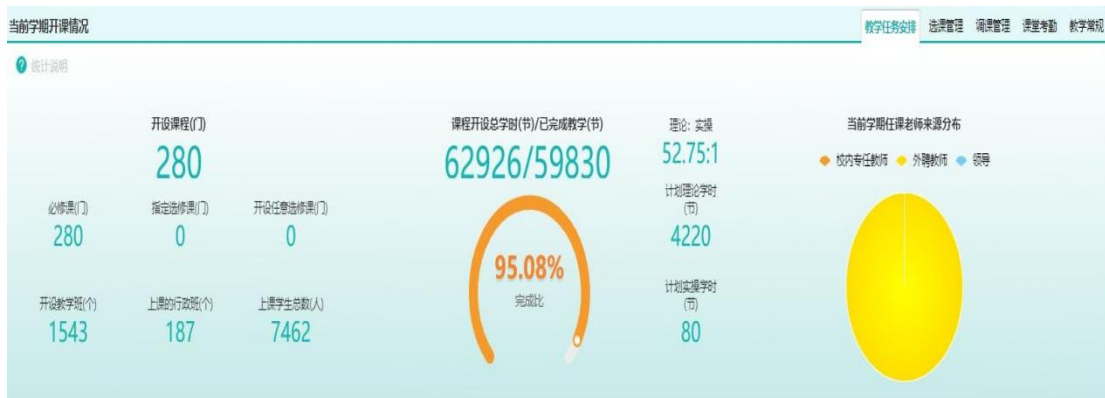 当前学期开课情况
教学任务安排 选课管理 调课管理 课堂考勤 教学常规
? 统计说明
开设课程(门)
280
必修课(门) 指定选修课(门) 开设任意选修课(门)
280 0 0
开设教学班(个) 上课的行政班(个) 上课学生总数(人)
1543 187 7462
课程开设总学时(节)/已完成教学(节)
62926/59830
95.08%
完成比
理论：实操
52.75:1
计划理论学时
(节)
4220
计划实操学时
(节)
80
当前学期任课老师来源分布
校内专任教师 外聘教师 领导